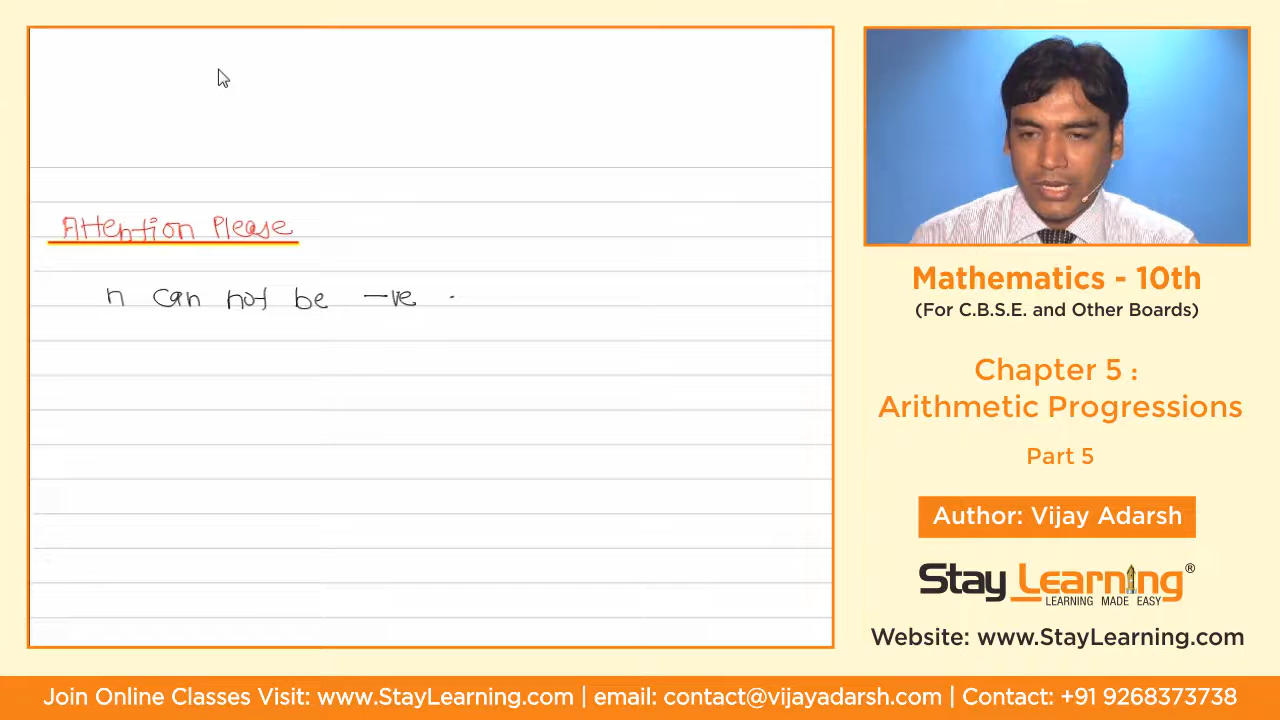 Attention Please
n can not be -ve .
Mathematics - 10th
(For C.B.S.E. and Other Boards)
Chapter 5 :
Arithmetic Progressions
Part 5
Author: Vijay Adarsh
Stay Learning®
LEARNING MADE EASY
Website: www.StayLearning.com
Join Online Classes Visit: www.StayLearning.com | email: contact@vijayadarsh.com | Contact: +91 9268373738